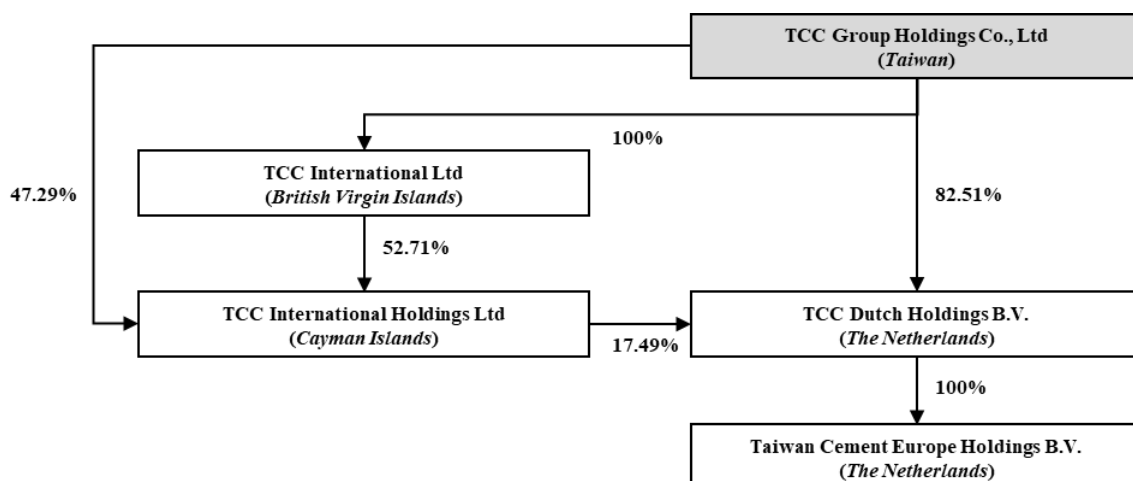 TCC Group Holdings Co., Ltd
(Taiwan)
100%
TCC International Ltd
(British Virgin Islands)
47.29%
82.51%
52.71%
TCC International Holdings Ltd
(Cayman Islands)
17.49%
TCC Dutch Holdings B.V.
(The Netherlands)
100%
Taiwan Cement Europe Holdings B.V.
(The Netherlands)